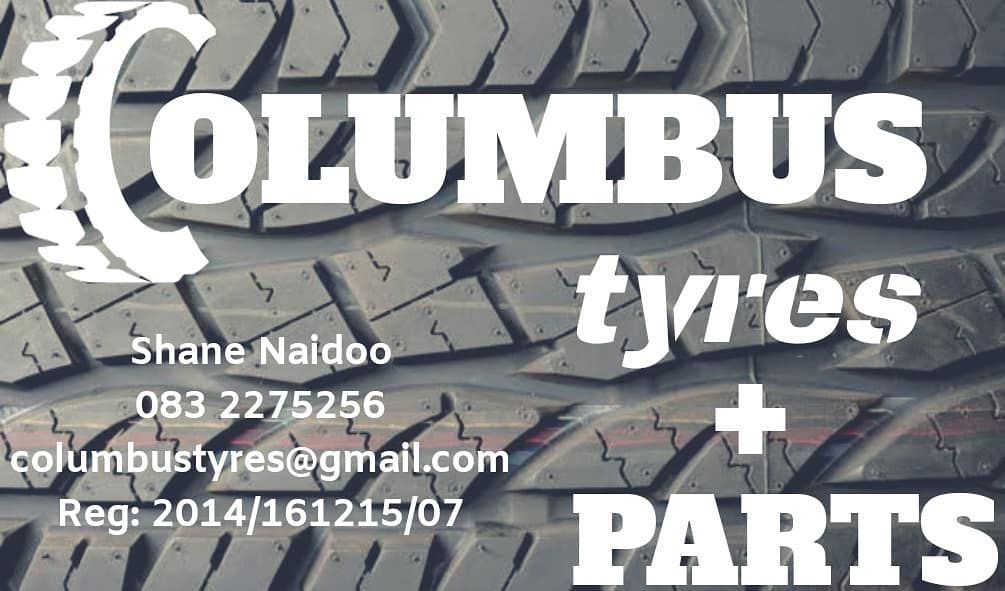 COLUMBUS
tyres
+
PARTS
Shane Naidoo
083 2275256
columbustyres@gmail.com
Reg: 2014/161215/07